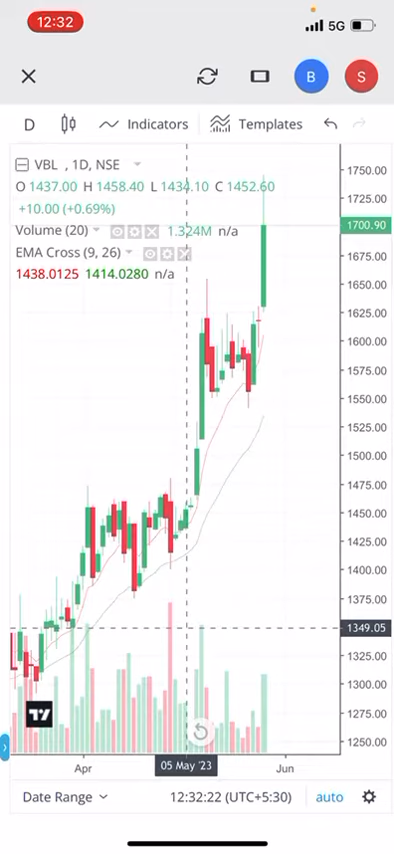 12:32
5G
B S
D Indicators Templates
VBL , 1D, NSE
O 1437.00 H 1458.40 L 1434.10 C 1452.60
+10.00 (+0.69%)
Volume (20) 1.324M n/a
EMA Cross (9, 26)
1438.0125 1414.0280 n/a
1750.00
1725.00
1700.90
1675.00
1650.00
1625.00
1600.00
1575.00
1550.00
1525.00
1500.00
1475.00
1450.00
1425.00
1400.00
1375.00
1349.05
1325.00
1300.00
1275.00
1250.00
Apr 05 May '23 Jun
Date Range 12:32:22 (UTC+5:30) auto